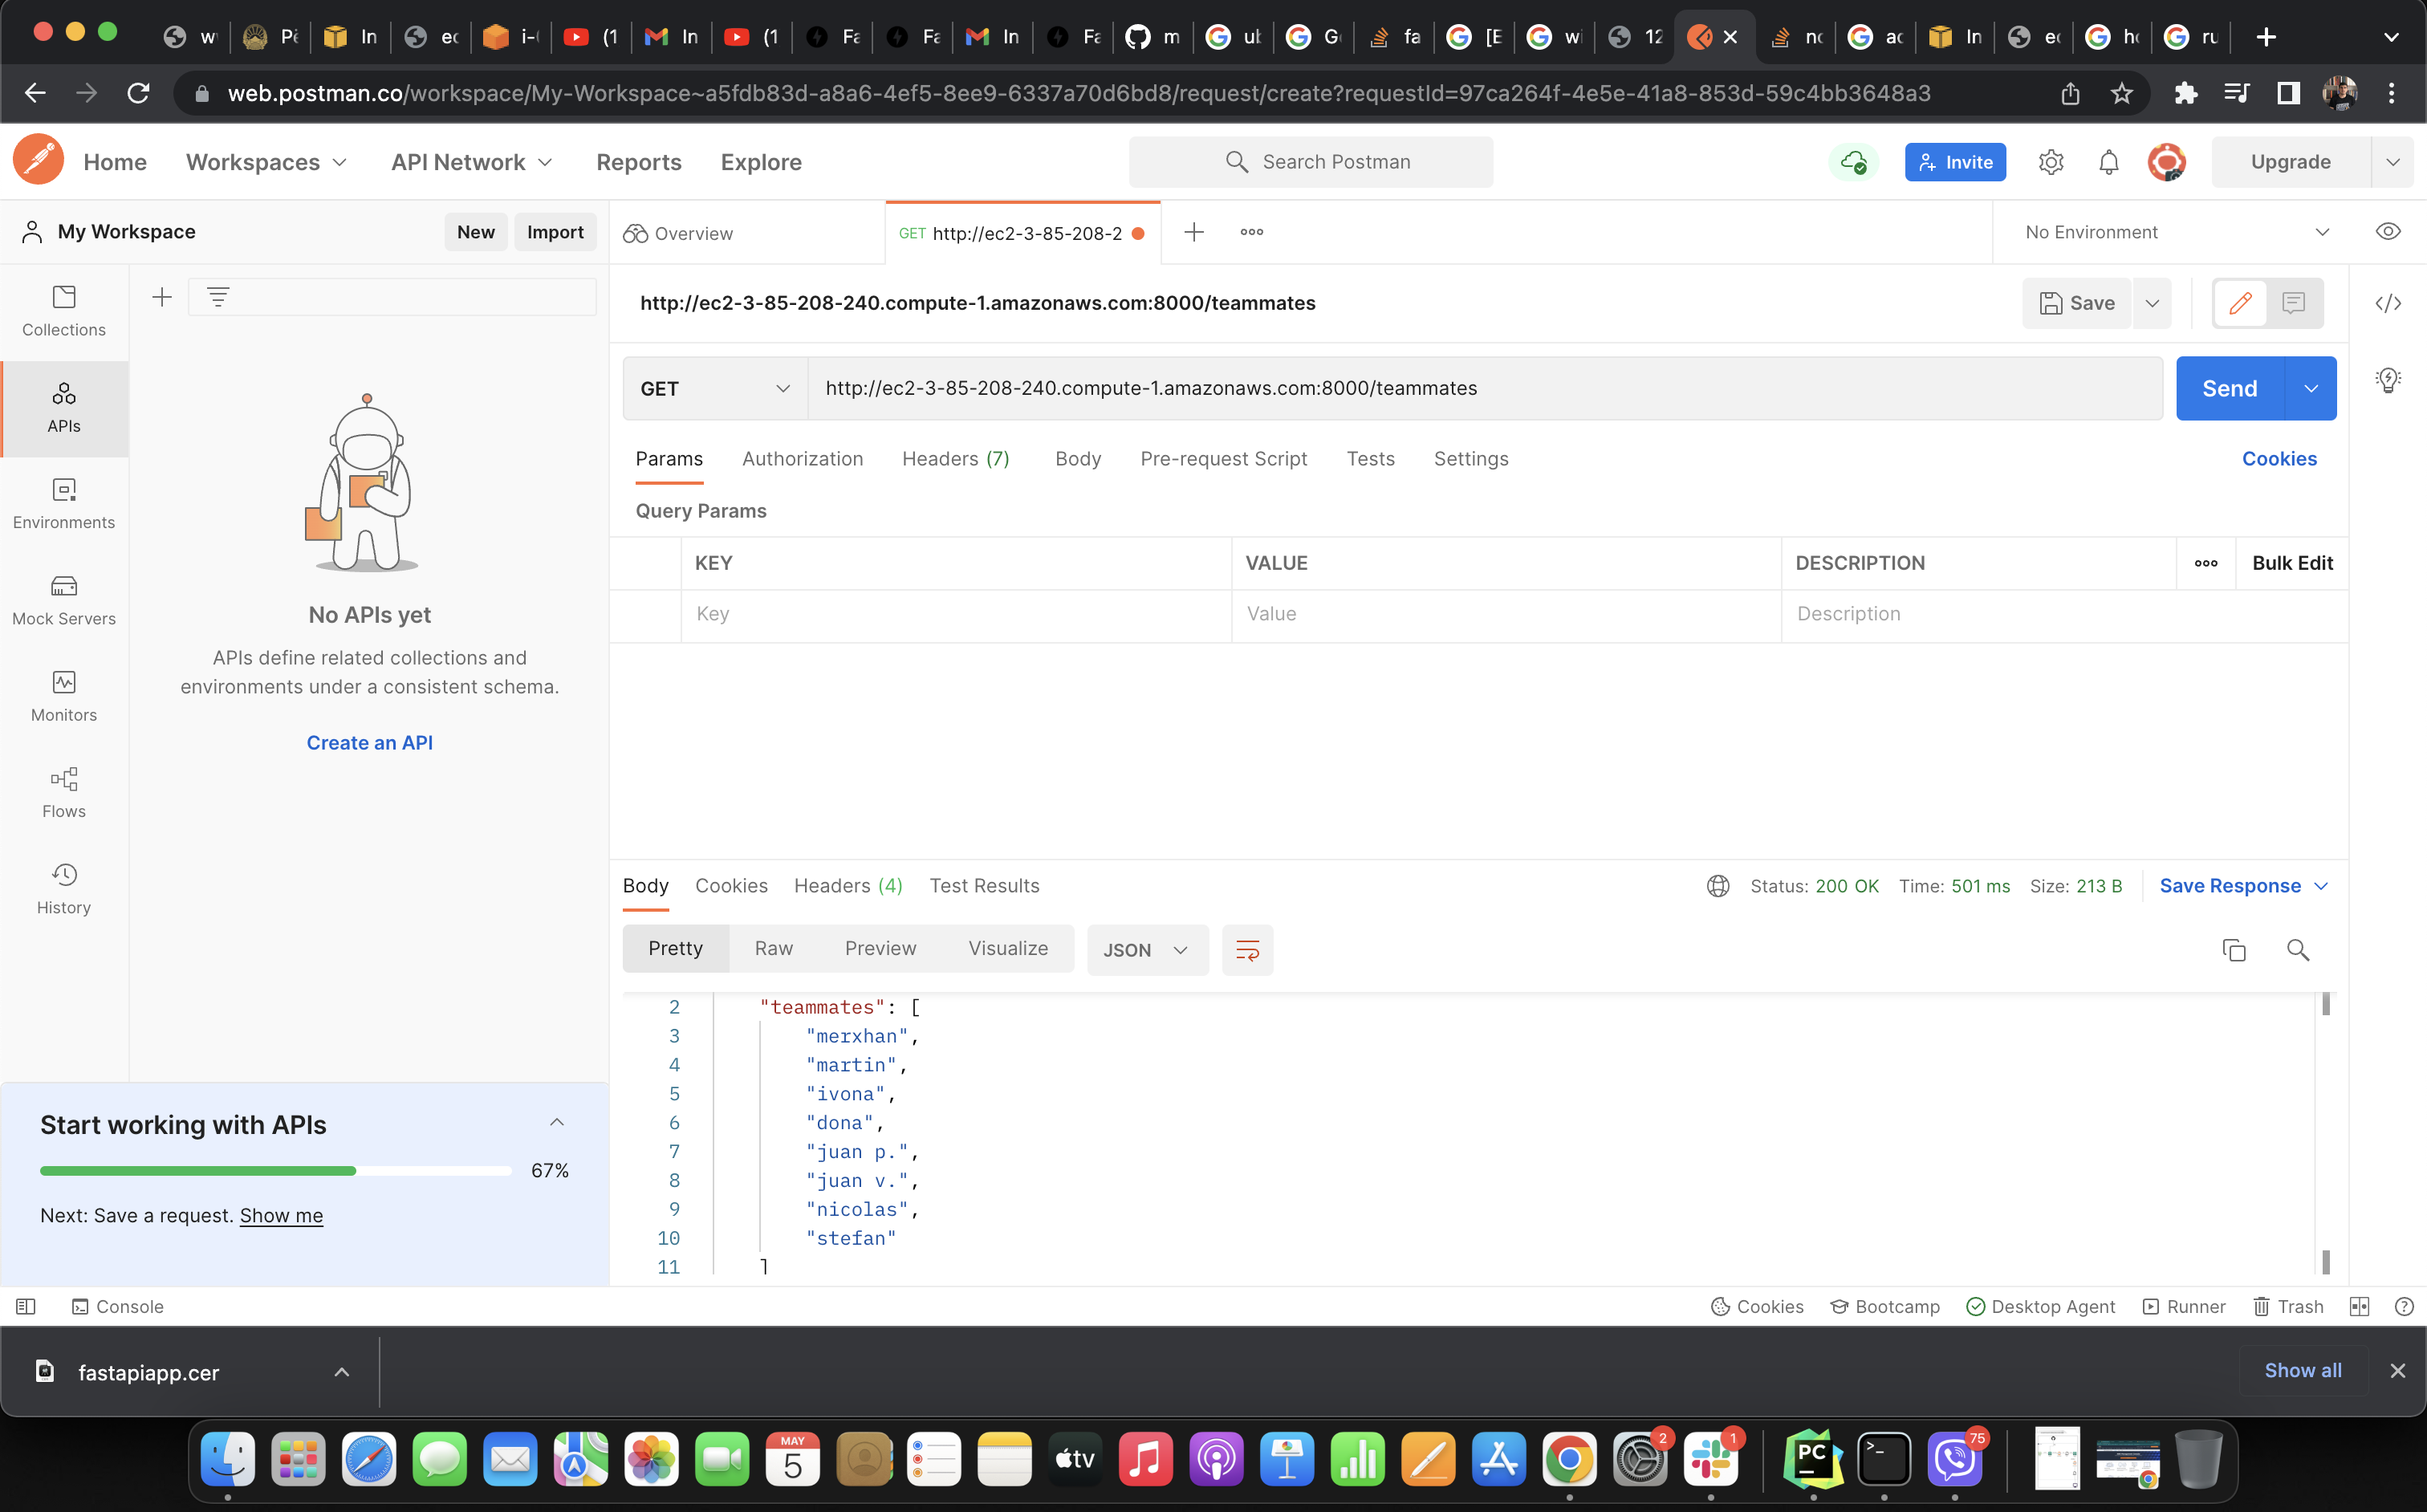 w
Pë
In
ec
i-
(1
In
(1
Fa
Fa
In
Fa
m
ub
G
fa
[E
wi
12
no
ac
In
ec
ho
ru
web.postman.co/workspace/My-Workspace~a5fdb83d-a8a6-4ef5-8ee9-6337a70d6bd8/request/create?requestId=97ca264f-4e5e-41a8-853d-59c4bb3648a3
Home Workspaces API Network Reports Explore
Search Postman
Invite
Upgrade
My Workspace
New Import
Overview
GET http://ec2-3-85-208-2
No Environment
Collections
APIs
Environments
Mock Servers
Monitors
Flows
History
No APIs yet
APIs define related collections and
environments under a consistent schema.
Create an API
Start working with APIs
67%
Next: Save a request. Show me
http://ec2-3-85-208-240.compute-1.amazonaws.com:8000/teammates
Save
GET http://ec2-3-85-208-240.compute-1.amazonaws.com:8000/teammates
Send
Params Authorization Headers (7) Body Pre-request Script Tests Settings
Cookies
Query Params
KEY VALUE DESCRIPTION Bulk Edit
Key Value Description
Body Cookies Headers (4) Test Results
Status: 200 OK Time: 501 ms Size: 213 B Save Response
Pretty Raw Preview Visualize JSON
2 "teammates": [
3 "merxhan",
4 "martin",
5 "ivona",
6 "dona",
7 "juan p.",
8 "juan v.",
9 "nicolas",
10 "stefan"
11 ]
Console
Cookies Bootcamp Desktop Agent Runner Trash
fastapiapp.cer
Show all
MAY
5
tv
2
1
PC
>_
75